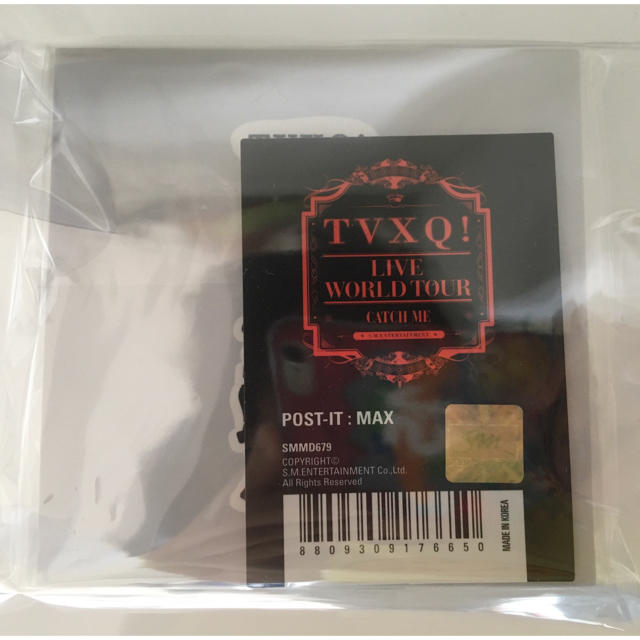 TVXQ!
LIVE
WORLD TOUR
CATCH ME
S.M.ENTERTAINMENT
POST-IT : MAX
SMMD679
COPYRIGHT©
S.M.ENTERTAINMENT Co.,Ltd.
All Rights Reserved
8809309176650
MADE IN KOREA